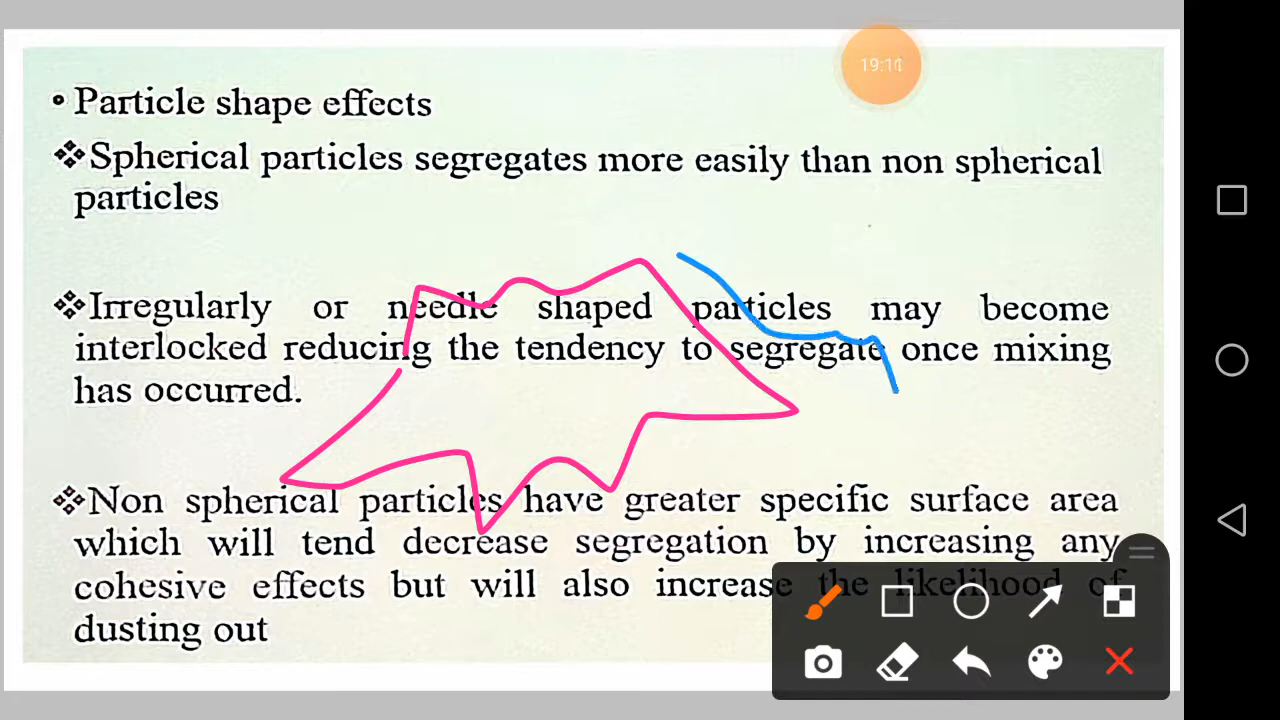 19:11
Particle shape effects
Spherical particles segregates more easily than non spherical
particles
Irregularly or needle shaped particles may become
interlocked reducing the tendency to segregate once mixing
has occurred.
Non spherical particles have greater specific surface area
which will tend decrease segregation by increasing any
cohesive effects but will also increase the likelihood of
dusting out